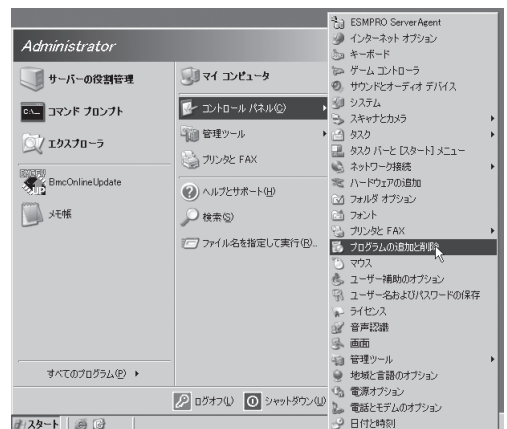 Administrator
サーバーの役割管理
コマンド プロンプト
エクスプローラ
BmcOnlineUpdate
メモ帳
すべてのプログラム(P)
マイ コンピュータ
コントロール パネル(C)
管理ツール
プリンタと FAX
ヘルプとサポート(H)
検索(S)
ファイル名を指定して実行(R)...
ログオフ(L)
シャットダウン(U)
スタート
ESMPRO ServerAgent
インターネット オプション
キーボード
ゲーム コントローラ
サウンドとオーディオ デバイス
システム
スキャナとカメラ
タスク
タスク バーと [スタート] メニュー
ネットワーク接続
ハードウェアの追加
フォルダ オプション
フォント
プリンタと FAX
プログラムの追加と削除
マウス
ユーザー補助のオプション
ユーザー名およびパスワードの保存
ライセンス
音声認識
画面
管理ツール
地域と言語のオプション
電源オプション
電話とモデムのオプション
日付と時刻